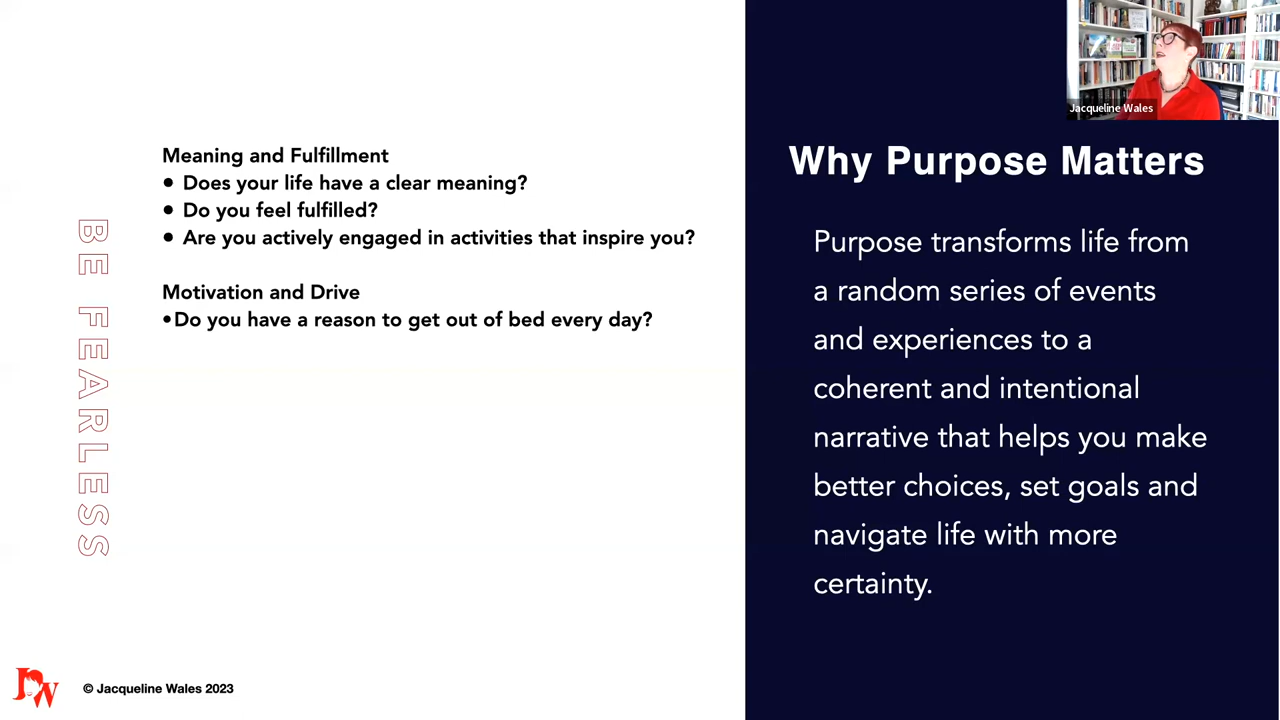 Meaning and Fulfillment
● Does your life have a clear meaning?
● Do you feel fulfilled?
● Are you actively engaged in activities that inspire you?
Motivation and Drive
•Do you have a reason to get out of bed every day?
BE FEARLESS
JW
© Jacqueline Wales 2023
Jacqueline Wales
Why Purpose Matters
Purpose transforms life from
a random series of events
and experiences to a
coherent and intentional
narrative that helps you make
better choices, set goals and
navigate life with more
certainty.